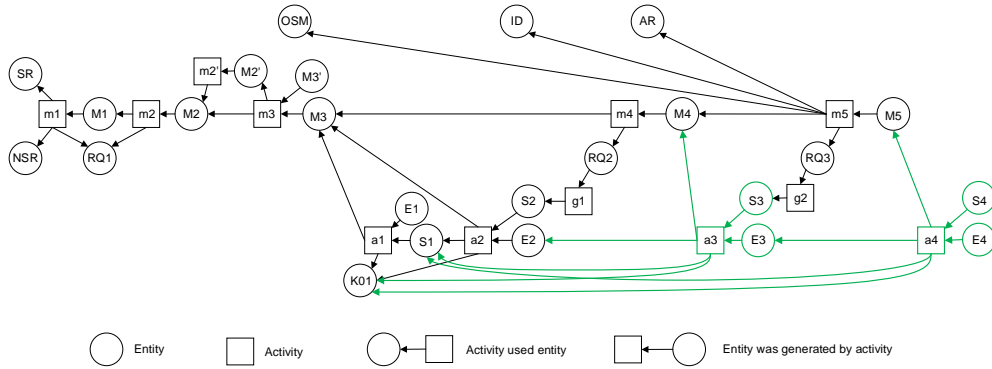 OSM
ID
AR
SR
m2'
M2'
M3'
m1
M1
m2
M2
m3
M3
m4
M4
m5
M5
NSR
RQ1
RQ2
RQ3
S2
g1
S3
g2
S4
E1
a1
S1
a2
E2
a3
E3
a4
E4
K01
Entity
Activity
Activity used entity
Entity was generated by activity